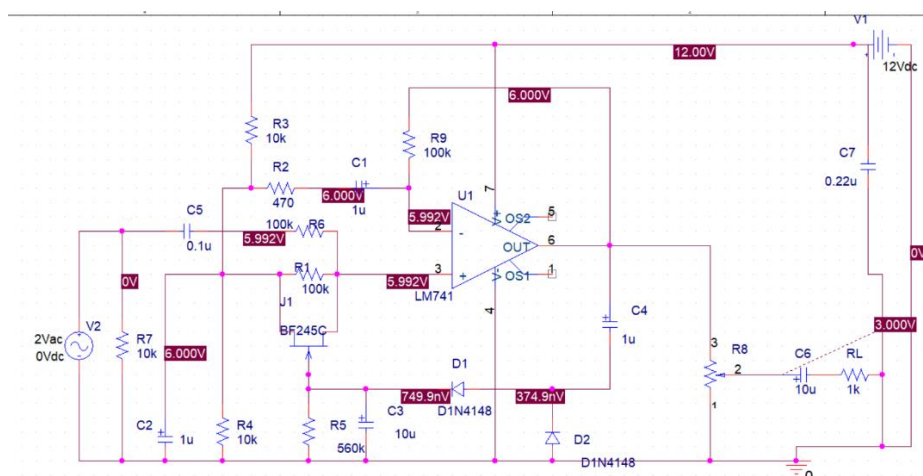 V1
12.00V
12Vdc
6.000V
R3
10k
R9
100k
R2
470
C1
6.000V
1u
C7
0.22u
U1
7
5
OS2
V+
5.992V
2
-
C5
0.1u
100k
R6
5.992V
OUT
6
0V
R1
100k
5.992V
3
+
OS1
1
V-
LM741
4
0V
J1
BF245C
C4
1u
V2
2Vac
0Vdc
R7
10k
6.000V
3.000V
3
R8
2
C6
10u
RL
1k
D1
749.9nV
374.9nV
D1N4148
1
C2
1u
R4
10k
R5
560k
C3
10u
D2
D1N4148
0